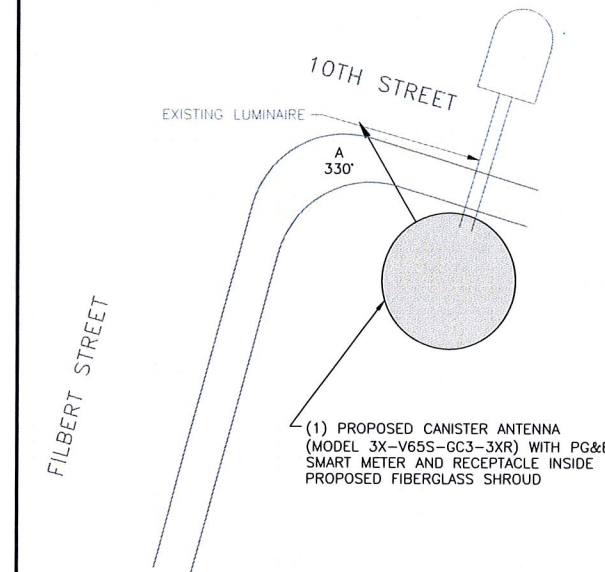 10TH STREET
EXISTING LUMINAIRE
A
330°
FILBERT STREET
(1) PROPOSED CANISTER ANTENNA
(MODEL 3X-V65S-GC3-3XR) WITH PG&E
SMART METER AND RECEPTACLE INSIDE
PROPOSED FIBERGLASS SHROUD